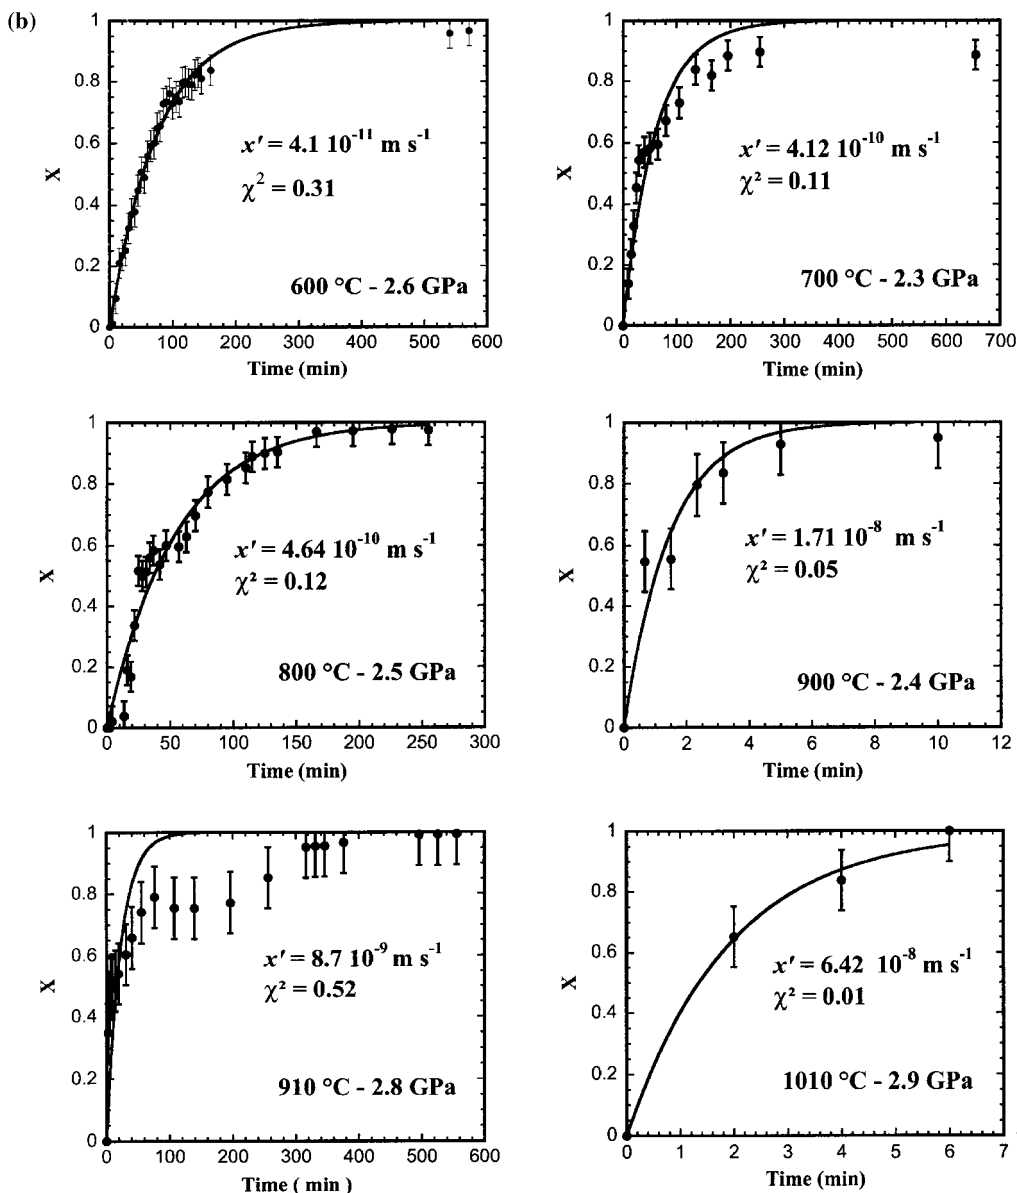 (b)
1
0.8
0.6
0.4
0.2
0
X
x' = 4.1 10⁻¹¹ m s⁻¹
χ² = 0.31
600 °C - 2.6 GPa
0 100 200 300 400 500 600
Time (min)
1
0.8
0.6
0.4
0.2
0
X
x' = 4.12 10⁻¹⁰ m s⁻¹
χ² = 0.11
700 °C - 2.3 GPa
0 100 200 300 400 500 600 700
Time (min)
1
0.8
0.6
0.4
0.2
0
X
x' = 4.64 10⁻¹⁰ m s⁻¹
χ² = 0.12
800 °C - 2.5 GPa
0 50 100 150 200 250 300
Time (min)
1
0.8
0.6
0.4
0.2
0
X
x' = 1.71 10⁻⁸ m s⁻¹
χ² = 0.05
900 °C - 2.4 GPa
0 2 4 6 8 10 12
Time (min)
1
0.8
0.6
0.4
0.2
0
X
x' = 8.7 10⁻⁹ m s⁻¹
χ² = 0.52
910 °C - 2.8 GPa
0 100 200 300 400 500 600
Time ( min )
1
0.8
0.6
0.4
0.2
0
X
x' = 6.42 10⁻⁸ m s⁻¹
χ² = 0.01
1010 °C - 2.9 GPa
0 1 2 3 4 5 6 7
Time (min)